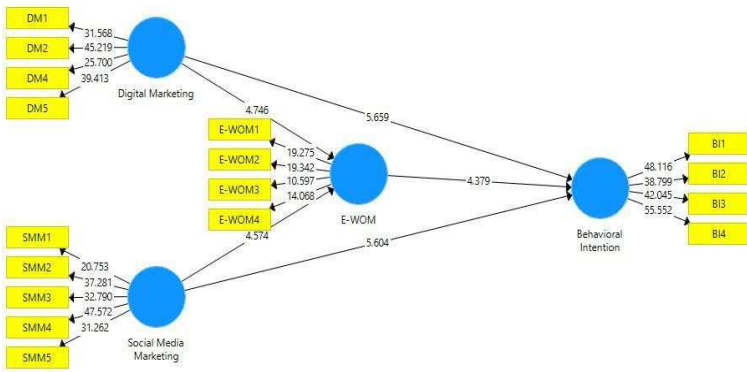 DM1
31.568
DM2
45.219
DM4
25.700
39.413
DM5
Digital Marketing
4.746
5.659
E-WOM1
19.275
E-WOM2
19.342
E-WOM3
10.597
14.068
E-WOM4
E-WOM
4.379
BI1
48.116
BI2
38.799
42.045
BI3
55.552
BI4
Behavioral
Intention
4.574
5.604
SMM1
20.753
SMM2
37.281
SMM3
32.790
47.572
SMM4
31.262
SMM5
Social Media
Marketing